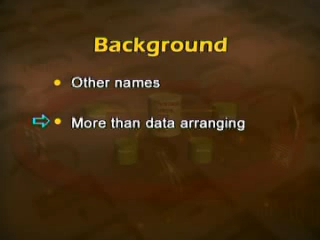 Background
• Other names
• More than data arranging